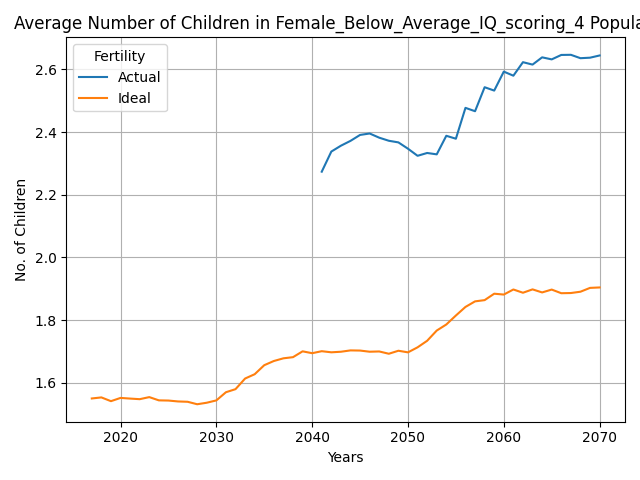 Average Number of Children in Female_Below_Average_IQ_scoring_4 Popula
Fertility
Actual
Ideal
No. of Children
2.6
2.4
2.2
2.0
1.8
1.6
2020 2030 2040 2050 2060 2070
Years